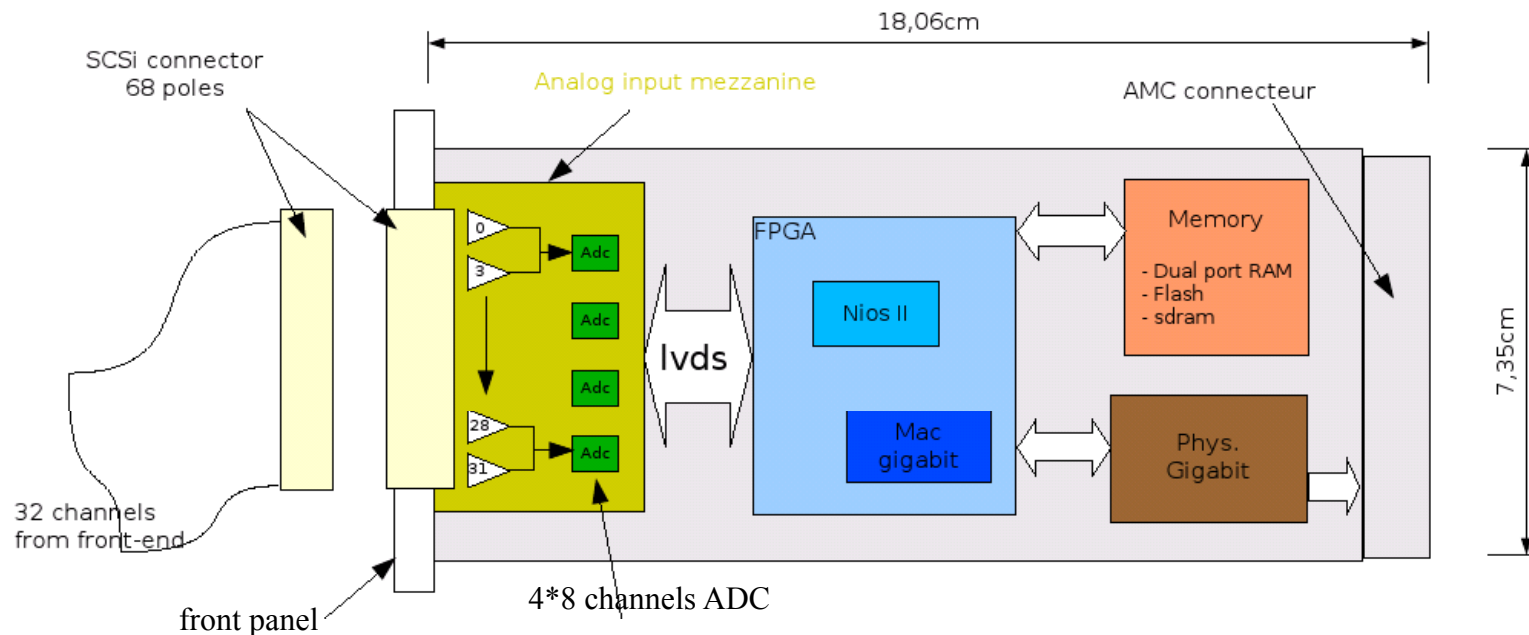 18,06cm
SCSi connector
68 poles
Analog input mezzanine
AMC connecteur
0
3
28
31
Adc
Adc
Adc
Adc
lvds
FPGA
Nios II
Mac
gigabit
Memory
- Dual port RAM
- Flash
- sdram
Phys.
Gigabit
7,35cm
32 channels
from front-end
front panel
4*8 channels ADC